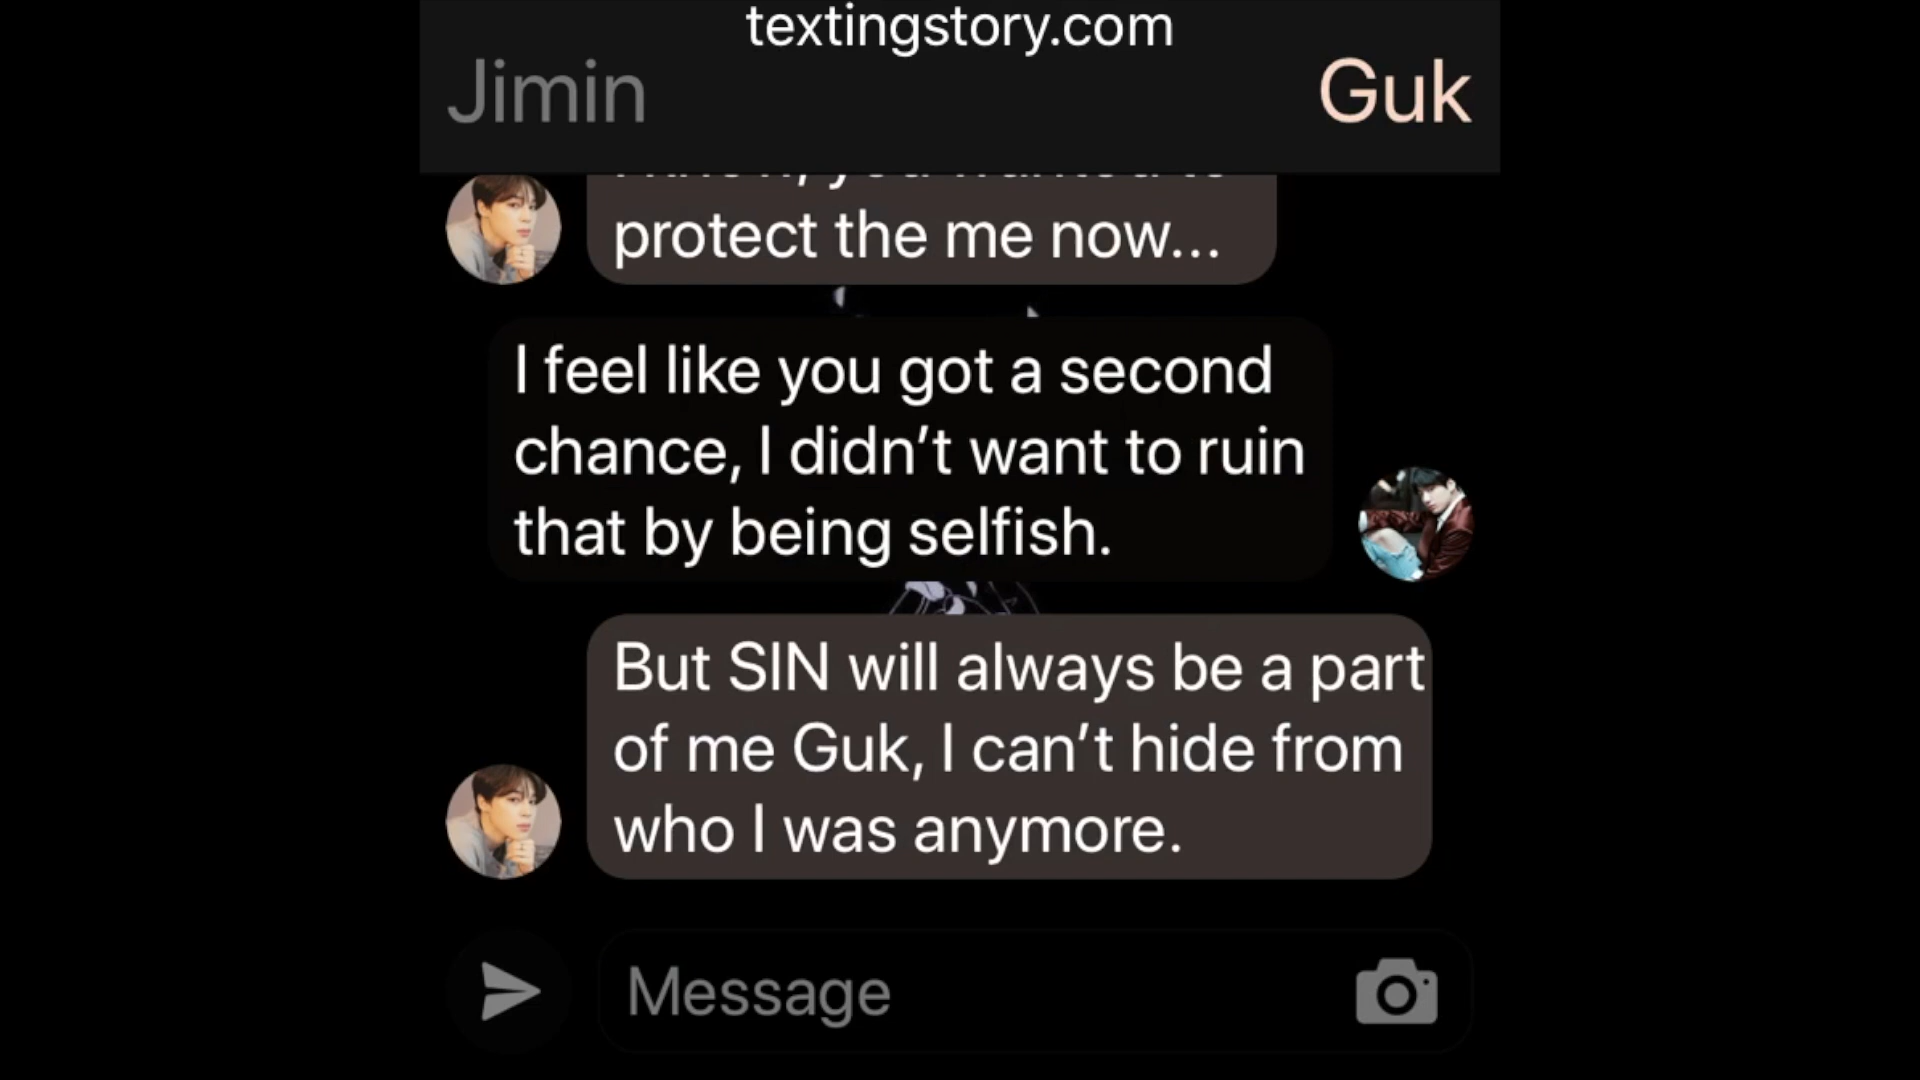 textingstory.com
Jimin
Guk
protect the me now...
I feel like you got a second
chance, I didn’t want to ruin
that by being selfish.
But SIN will always be a part
of me Guk, I can’t hide from
who I was anymore.
Message